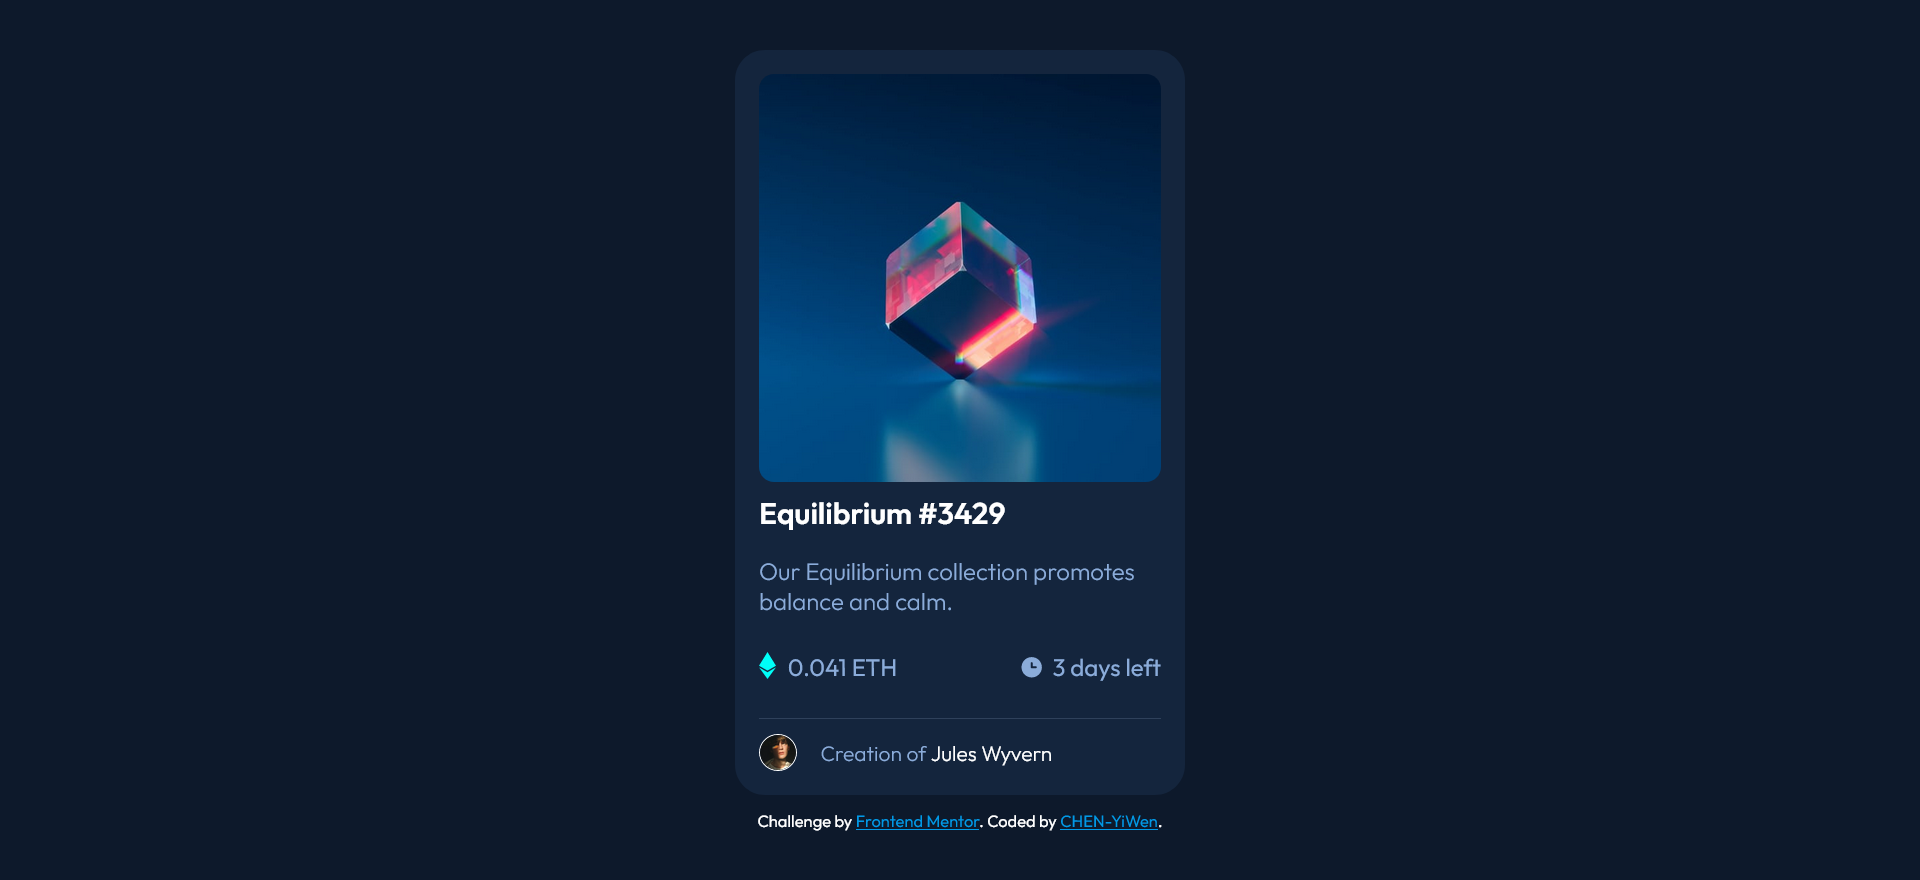 Equilibrium #3429
Our Equilibrium collection promotes
balance and calm.
0.041 ETH
3 days left
Creation of Jules Wyvern
Challenge by Frontend Mentor. Coded by CHEN-YiWen.